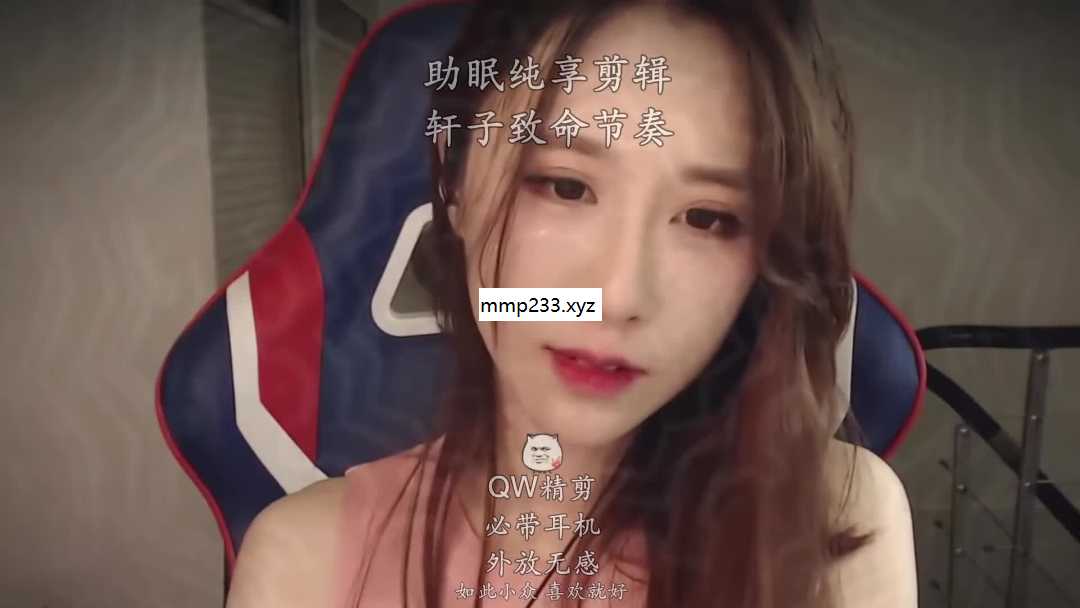 助眠纯享剪辑
轩子致命节奏
mmp233.xyz
QW精剪
必带耳机
外放无感
如此小众 喜欢就好